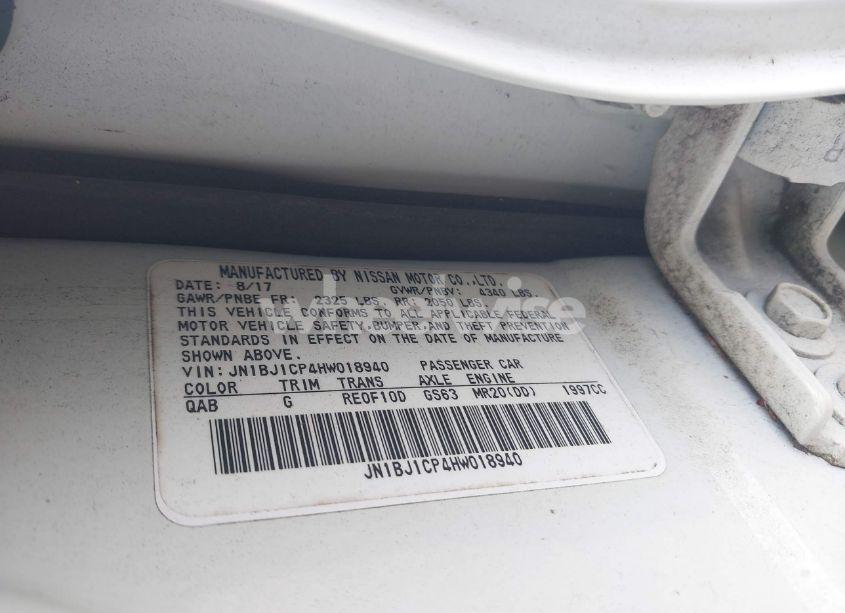 MANUFACTURED BY NISSAN MOTOR CO.,LTD.
DATE: 8/17 GVWR/PNBV: 4340 LBS.
GAWR/PNBE FR: 2325 LBS. RR: 2050 LBS.
THIS VEHICLE CONFORMS TO ALL APPLICABLE FEDERAL
MOTOR VEHICLE SAFETY,BUMPER,AND THEFT PREVENTION
STANDARDS IN EFFECT ON THE DATE OF MANUFACTURE
SHOWN ABOVE.
VIN: JN1BJ1CP4HW018940 PASSENGER CAR
COLOR TRIM TRANS AXLE ENGINE
QAB G RE0F10D GS63 MR20(DD) 1997CC
JN1BJ1CP4HW018940